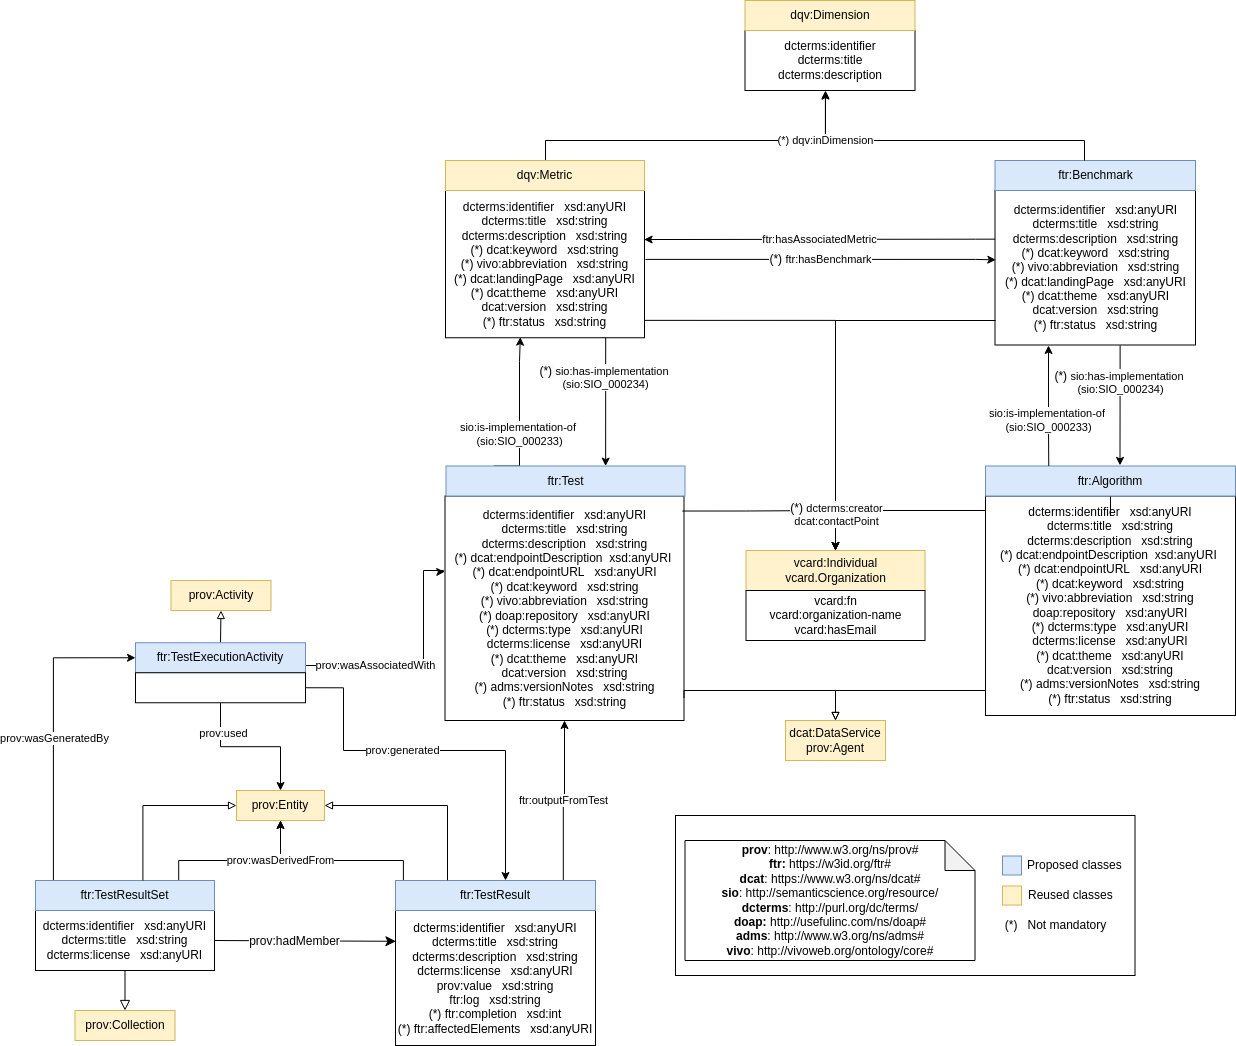 dqv:Dimension
dcterms:identifier
dcterms:title
dcterms:description
(*) dqv:inDimension
dqv:Metric
dcterms:identifier xsd:anyURI
dcterms:title xsd:string
dcterms:description xsd:string
(*) dcat:keyword xsd:string
(*) vivo:abbreviation xsd:string
(*) dcat:landingPage xsd:anyURI
(*) dcat:theme xsd:anyURI
dcat:version xsd:string
(*) ftr:status xsd:string
ftr:hasAssociatedMetric
(*) ftr:hasBenchmark
ftr:Benchmark
dcterms:identifier xsd:anyURI
dcterms:title xsd:string
dcterms:description xsd:string
(*) dcat:keyword xsd:string
(*) vivo:abbreviation xsd:string
(*) dcat:landingPage xsd:anyURI
(*) dcat:theme xsd:anyURI
dcat:version xsd:string
(*) ftr:status xsd:string
(*) sio:has-implementation
(sio:SIO_000234)
sio:is-implementation-of
(sio:SIO_000233)
(*) sio:has-implementation
(sio:SIO_000234)
sio:is-implementation-of
(sio:SIO_000233)
ftr:Test
dcterms:identifier xsd:anyURI
dcterms:title xsd:string
dcterms:description xsd:string
(*) dcat:endpointDescription xsd:anyURI
(*) dcat:endpointURL xsd:anyURI
(*) dcat:keyword xsd:string
(*) vivo:abbreviation xsd:string
(*) doap:repository xsd:anyURI
(*) dcterms:type xsd:anyURI
dcterms:license xsd:anyURI
(*) dcat:theme xsd:anyURI
dcat:version xsd:string
(*) adms:versionNotes xsd:string
(*) ftr:status xsd:string
(*) dcterms:creator
dcat:contactPoint
vcard:Individual
vcard.Organization
vcard:fn
vcard:organization-name
vcard:hasEmail
ftr:Algorithm
dcterms:identifier xsd:anyURI
dcterms:title xsd:string
dcterms:description xsd:string
(*) dcat:endpointDescription xsd:anyURI
(*) dcat:endpointURL xsd:anyURI
(*) dcat:keyword xsd:string
(*) vivo:abbreviation xsd:string
doap:repository xsd:anyURI
(*) dcterms:type xsd:anyURI
dcterms:license xsd:anyURI
(*) dcat:theme xsd:anyURI
dcat:version xsd:string
(*) adms:versionNotes xsd:string
(*) ftr:status xsd:string
dcat:DataService
prov:Agent
prov:Activity
ftr:TestExecutionActivity
prov:wasAssociatedWith
prov:wasGeneratedBy
prov:used
prov:generated
prov:Entity
ftr:outputFromTest
prov:wasDerivedFrom
ftr:TestResultSet
dcterms:identifier xsd:anyURI
dcterms:title xsd:string
dcterms:license xsd:anyURI
prov:hadMember
prov:Collection
ftr:TestResult
dcterms:identifier xsd:anyURI
dcterms:title xsd:string
dcterms:description xsd:string
dcterms:license xsd:anyURI
prov:value xsd:string
ftr:log xsd:string
(*) ftr:completion xsd:int
(*) ftr:affectedElements xsd:anyURI
prov: http://www.w3.org/ns/prov#
ftr: https://w3id.org/ftr#
dcat: https://www.w3.org/ns/dcat#
sio: http://semanticscience.org/resource/
dcterms: http://purl.org/dc/terms/
doap: http://usefulinc.com/ns/doap#
adms: http://www.w3.org/ns/adms#
vivo: http://vivoweb.org/ontology/core#
Proposed classes
Reused classes
(*) Not mandatory